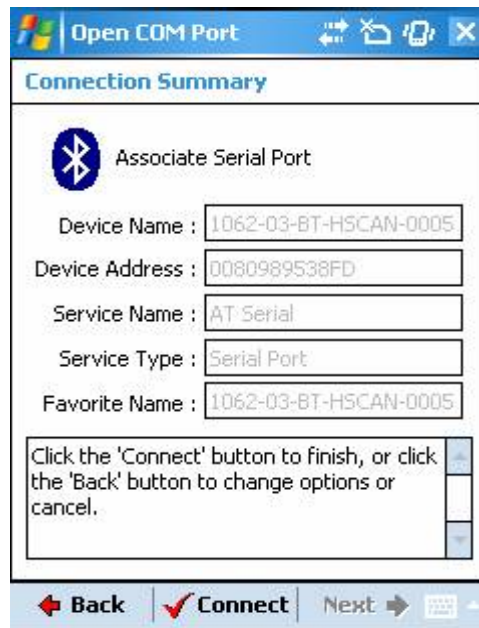 Open COM Port
Connection Summary
Associate Serial Port
Device Name : 1062-03-BT-HSCAN-0005
Device Address : 0080989538FD
Service Name : AT Serial
Service Type : Serial Port
Favorite Name : 1062-03-BT-HSCAN-0005
Click the 'Connect' button to finish, or click
the 'Back' button to change options or
cancel.
Back Connect Next